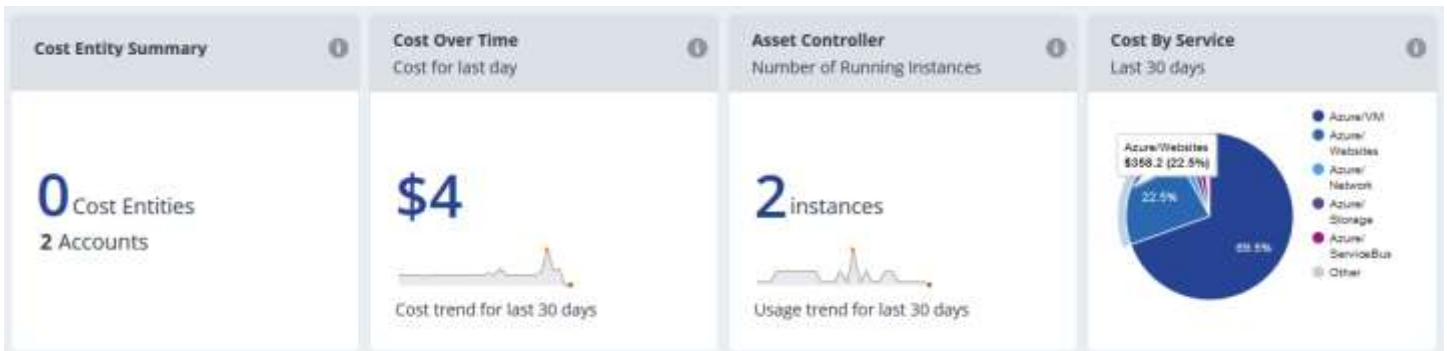 Cost Entity Summary
0 Cost Entities
2 Accounts
Cost Over Time
Cost for last day
$4
Cost trend for last 30 days
Asset Controller
Number of Running Instances
2 instances
Usage trend for last 30 days
Cost By Service
Last 30 days
Azure/Websites
$358.2 (22.5%)
22.5%
69.5%
Azure/VM
Azure/
Websites
Azure/
Network
Azure/
Storage
Azure/
ServiceBus
Other